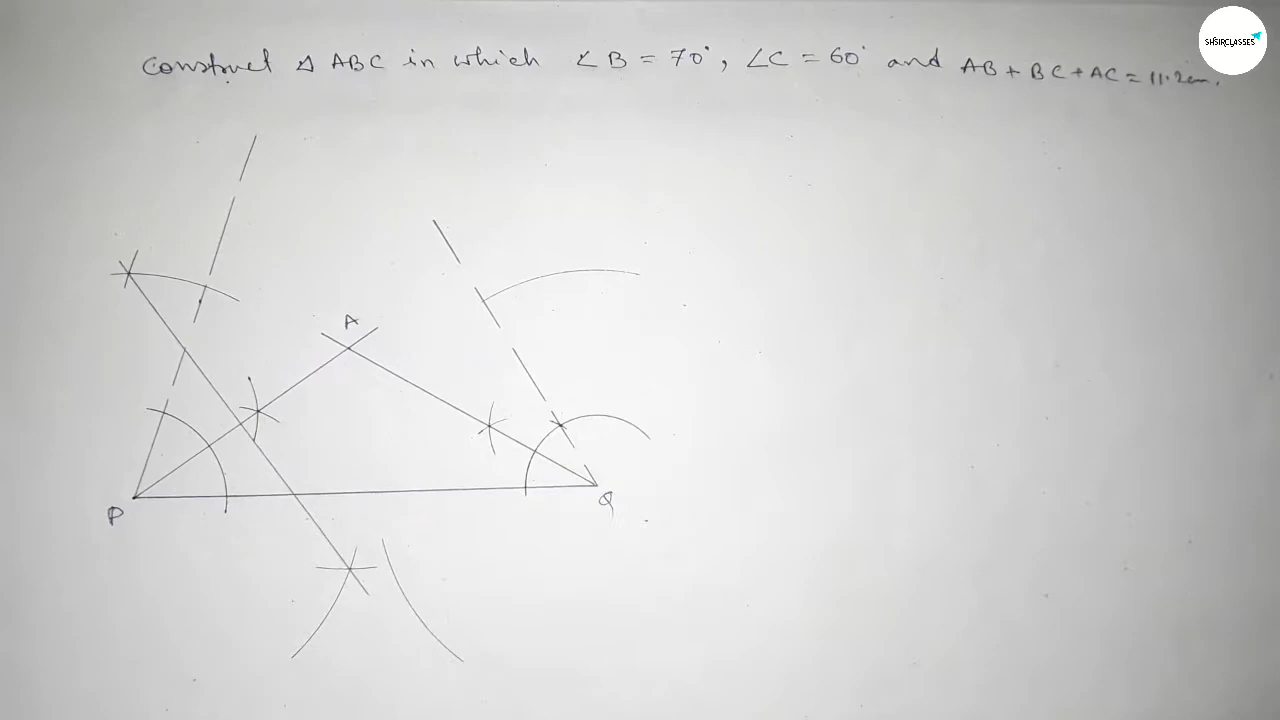 SHSIRCLASSES
Construct △ ABC in which ∠B = 70°, ∠C = 60° and AB + BC + AC = 11.2cm.
A
P
Q